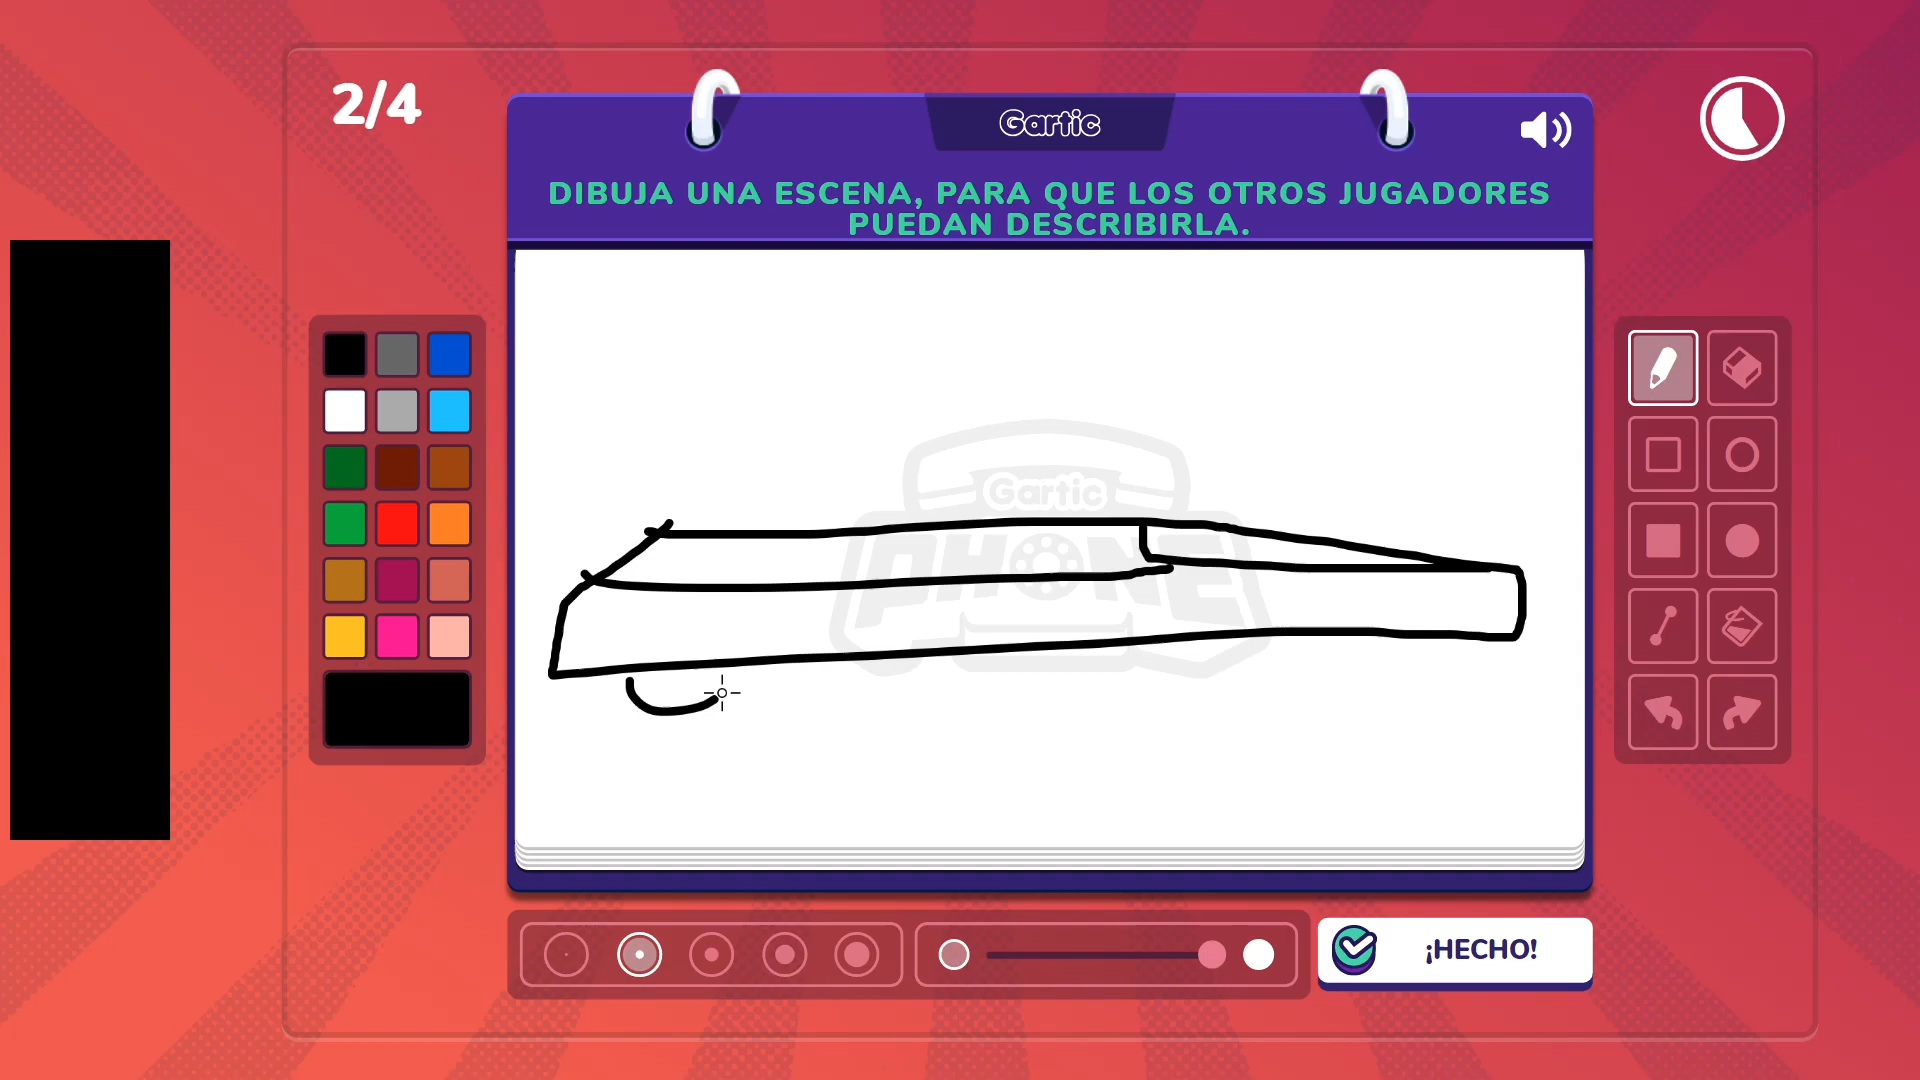 2/4
Gartic
DIBUJA UNA ESCENA, PARA QUE LOS OTROS JUGADORES
PUEDAN DESCRIBIRLA.
Gartic
PHONE
¡HECHO!